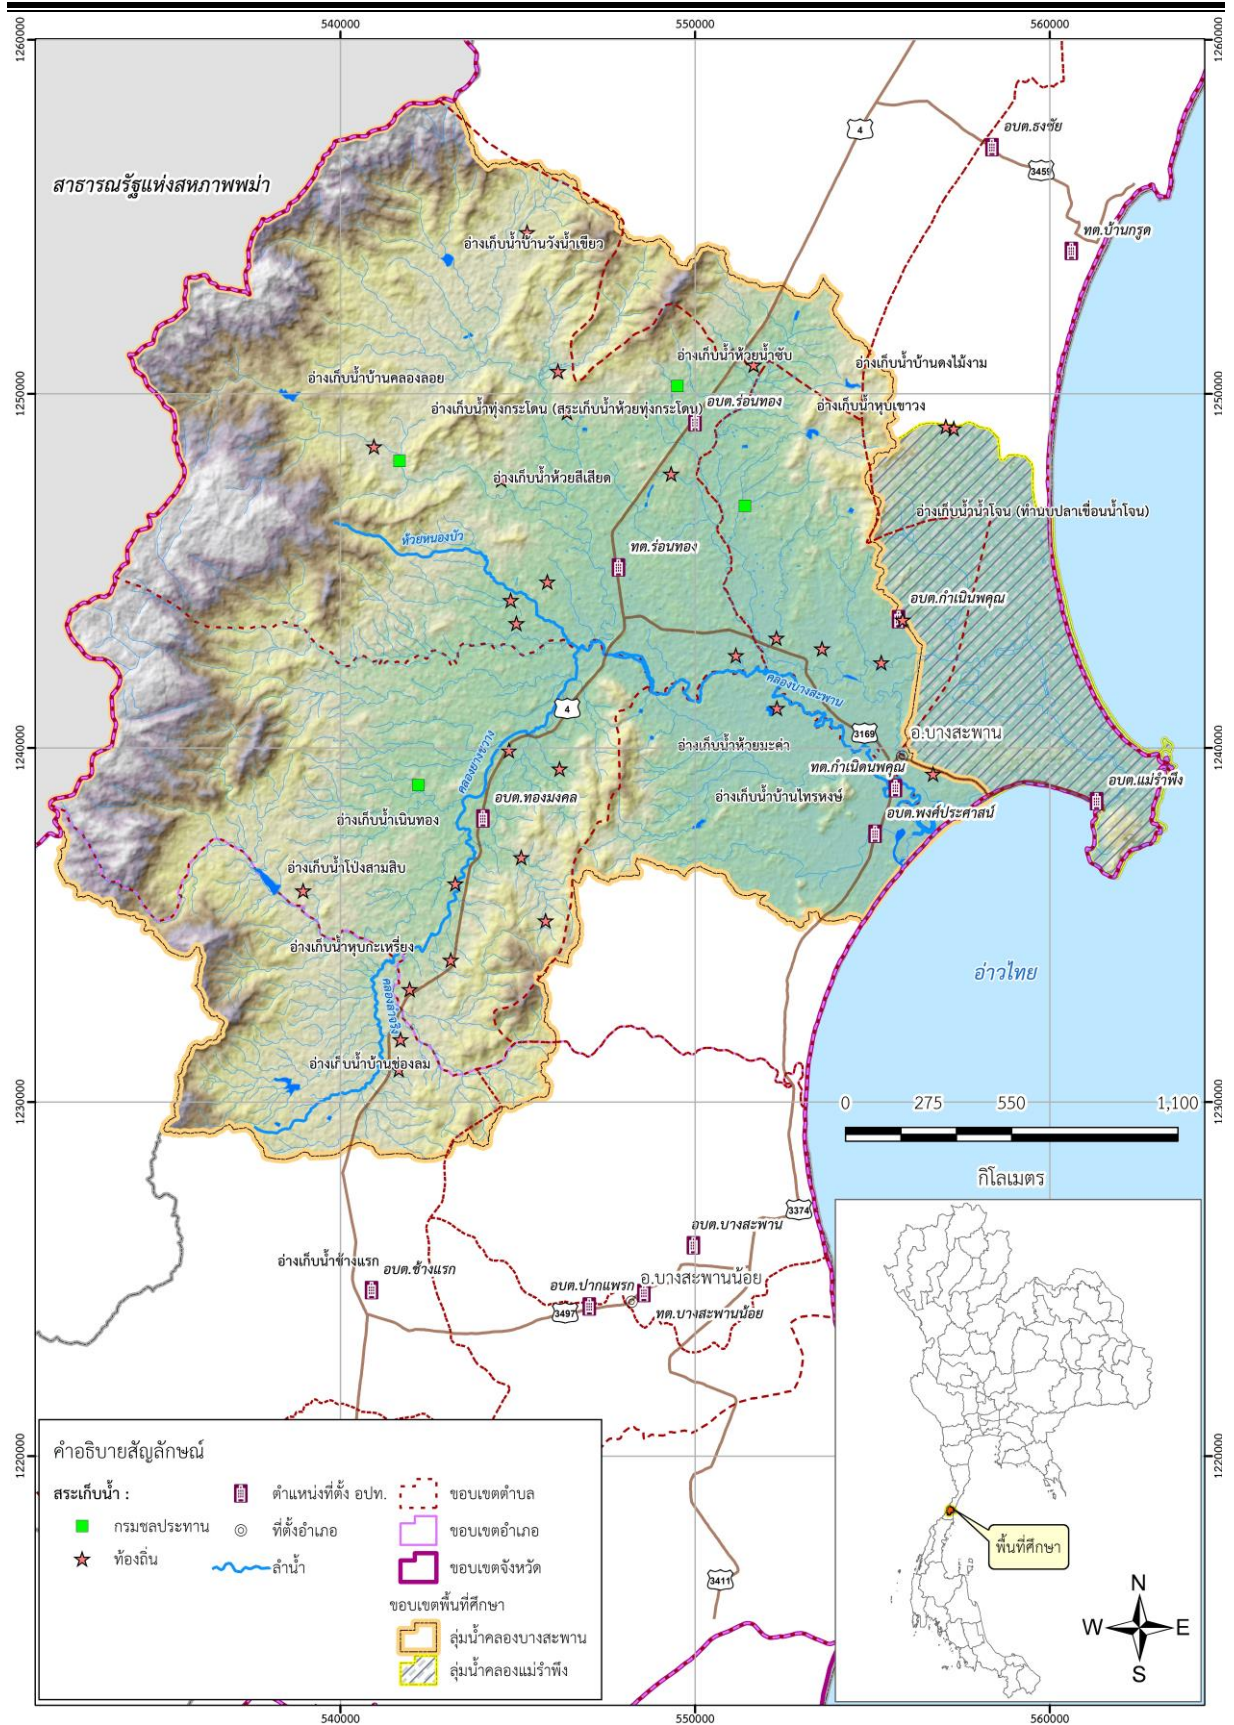 540000
550000
560000
1260000
1260000
4
อบต.ธงชัย
3459
สาธารณรัฐแห่งสหภาพพม่า
ทต.บ้านกรูด
อ่างเก็บน้ำบ้านวังน้ำเขียว
อ่างเก็บน้ำห้วยน้ำซับ
อ่างเก็บน้ำบ้านดงไม้งาม
อ่างเก็บน้ำบ้านคลองลอย
1250000
1250000
อ่างเก็บน้ำทุ่งกระโดน (สระเก็บน้ำห้วยทุ่งกระโดน)
อบต.ร่อนทอง
อ่างเก็บน้ำหุบเขาวง
อ่างเก็บน้ำห้วยสีเสียด
อ่างเก็บน้ำน้ำโจน (ทำนบปลาเขื่อนน้ำโจน)
ห้วยหนองบัว
ทต.ร่อนทอง
อบต.กำเนินพคุณ
คลองบางสะพาน
4
3169
อ.บางสะพาน
1240000
1240000
อ่างเก็บน้ำห้วยมะค่า
คลองยางขวาง
ทต.กำเนิดนพคุณ
อบต.แม่รำพึง
อบต.ทองมงคล
อ่างเก็บน้ำบ้านไทรหงษ์
อ่างเก็บน้ำเนินทอง
อบต.พงศ์ประศาสน์
อ่างเก็บน้ำโป่งสามสิบ
อ่างเก็บน้ำหุบกะเหรี่ยง
อ่าวไทย
คลองลำจริง
อ่างเก็บน้ำบ้านช่องลม
1230000
1230000
0 275 550 1,100
กิโลเมตร
3374
อบต.บางสะพาน
อ่างเก็บน้ำช้างแรก
อบต.ช้างแรก
อบต.ปากแพรก
อ.บางสะพานน้อย
3497
ทต.บางสะพานน้อย
คำอธิบายสัญลักษณ์
1220000
1220000
สระเก็บน้ำ :
ตำแหน่งที่ตั้ง อปท.
ขอบเขตตำบล
กรมชลประทาน
ที่ตั้งอำเภอ
ขอบเขตอำเภอ
ท้องถิ่น
ลำน้ำ
ขอบเขตจังหวัด
ขอบเขตพื้นที่ศึกษา
ลุ่มน้ำคลองบางสะพาน
ลุ่มน้ำคลองแม่รำพึง
3411
พื้นที่ศึกษา
N
W E
S
540000
550000
560000